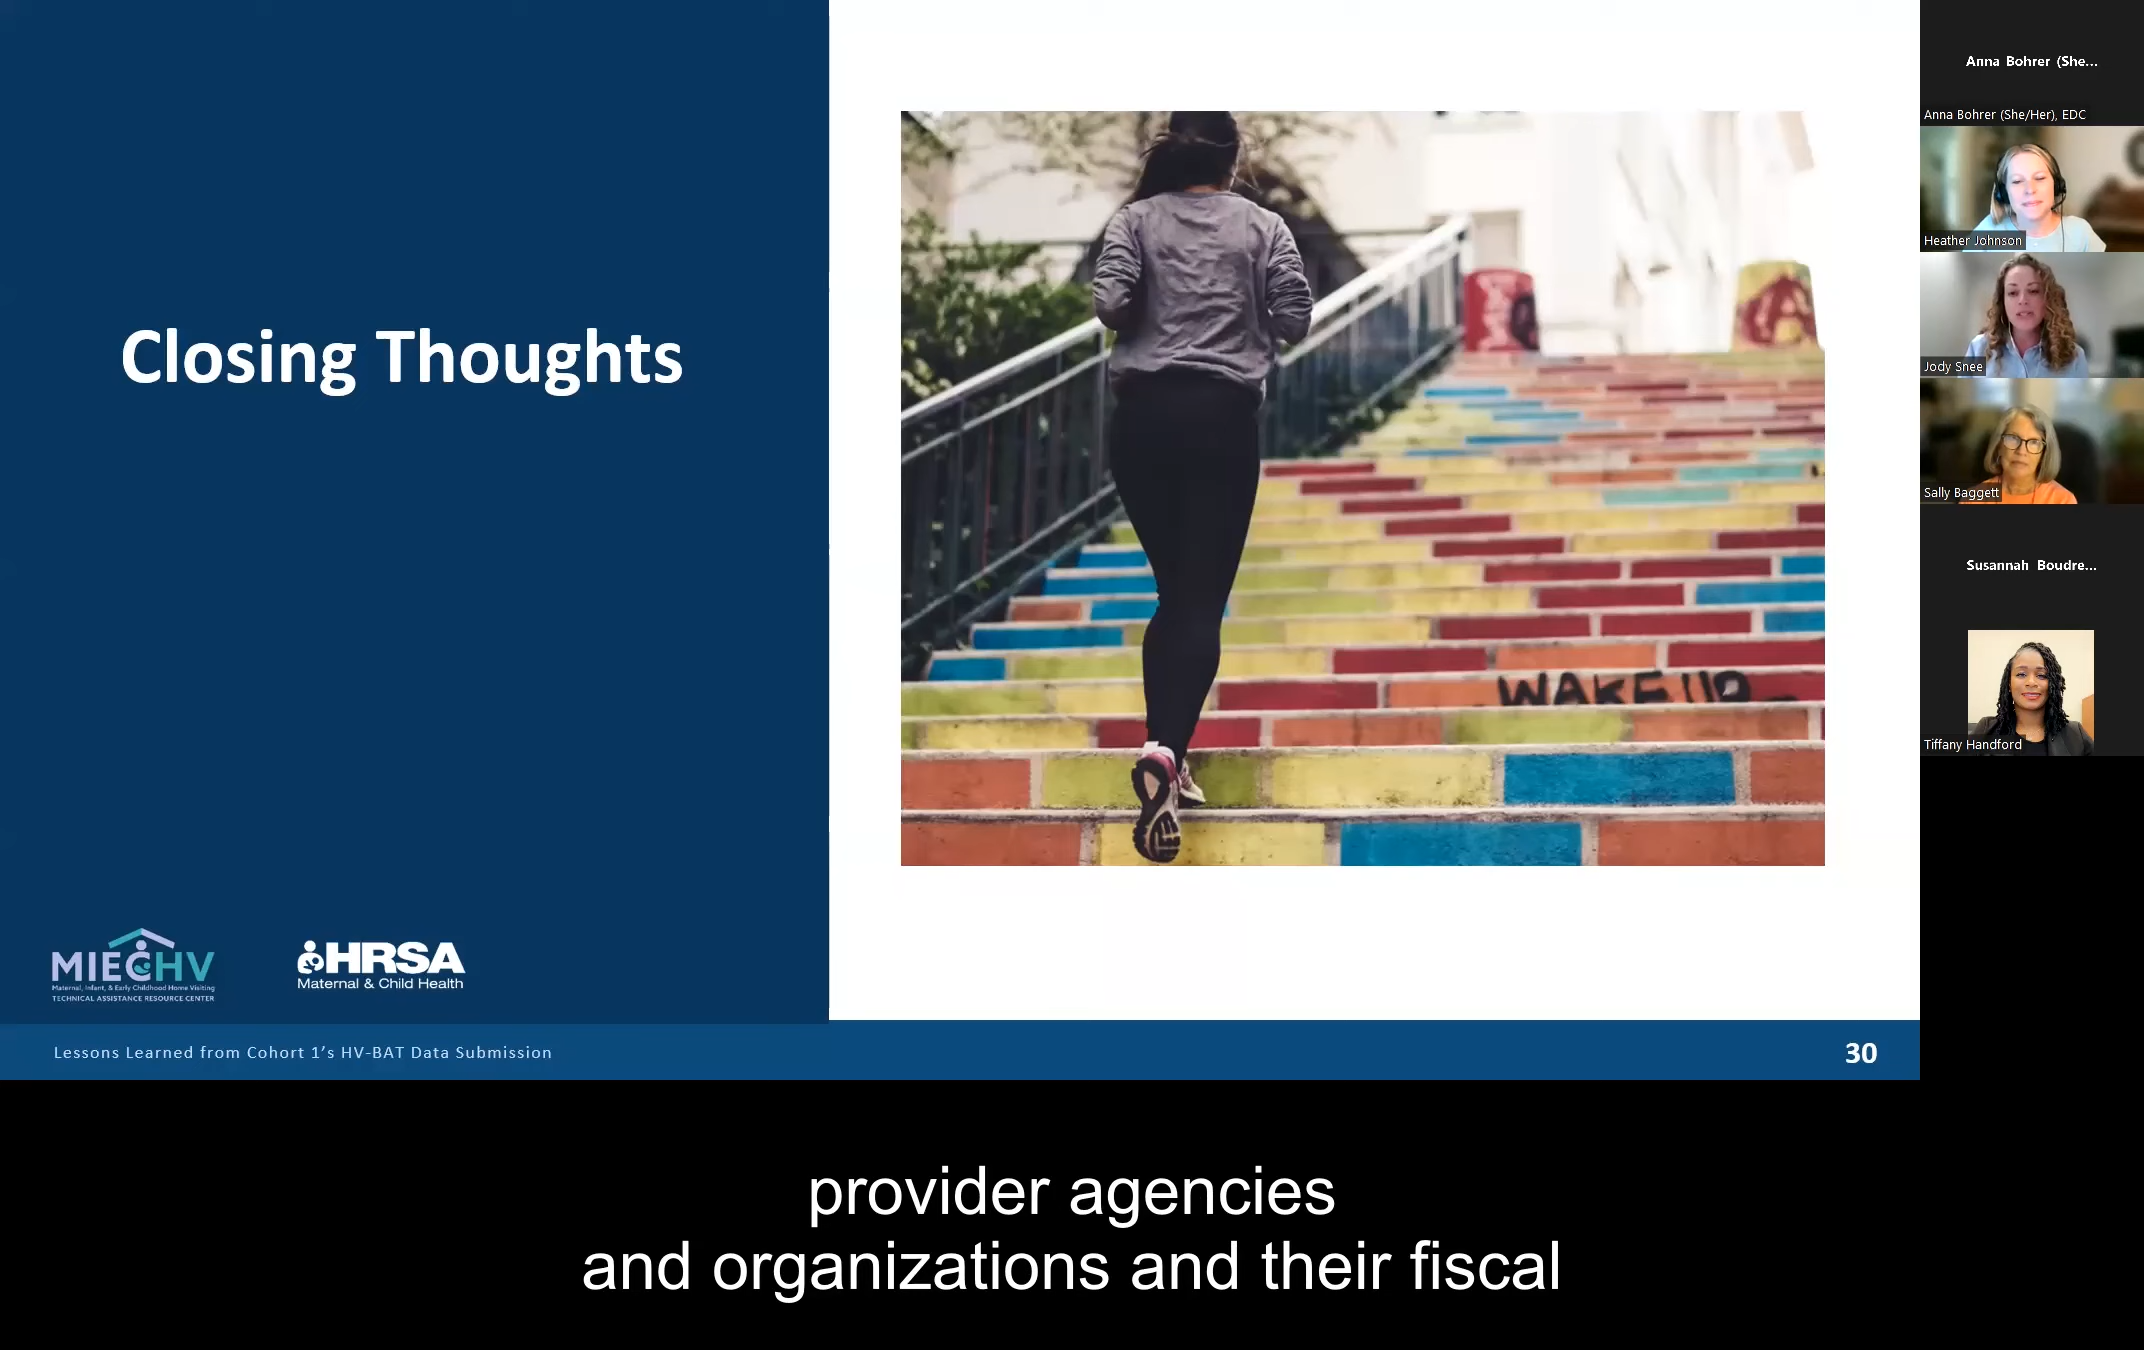 Closing Thoughts
WAKE UP
MIECHV
Maternal, Infant, & Early Childhood Home Visiting
TECHNICAL ASSISTANCE RESOURCE CENTER
HRSA
Maternal & Child Health
Lessons Learned from Cohort 1's HV-BAT Data Submission
30
Anna Bohrer (She...
Anna Bohrer (She/Her), EDC
Heather Johnson
Jody Snee
Sally Baggett
Susannah Boudre...
Tiffany Handford
provider agencies
and organizations and their fiscal